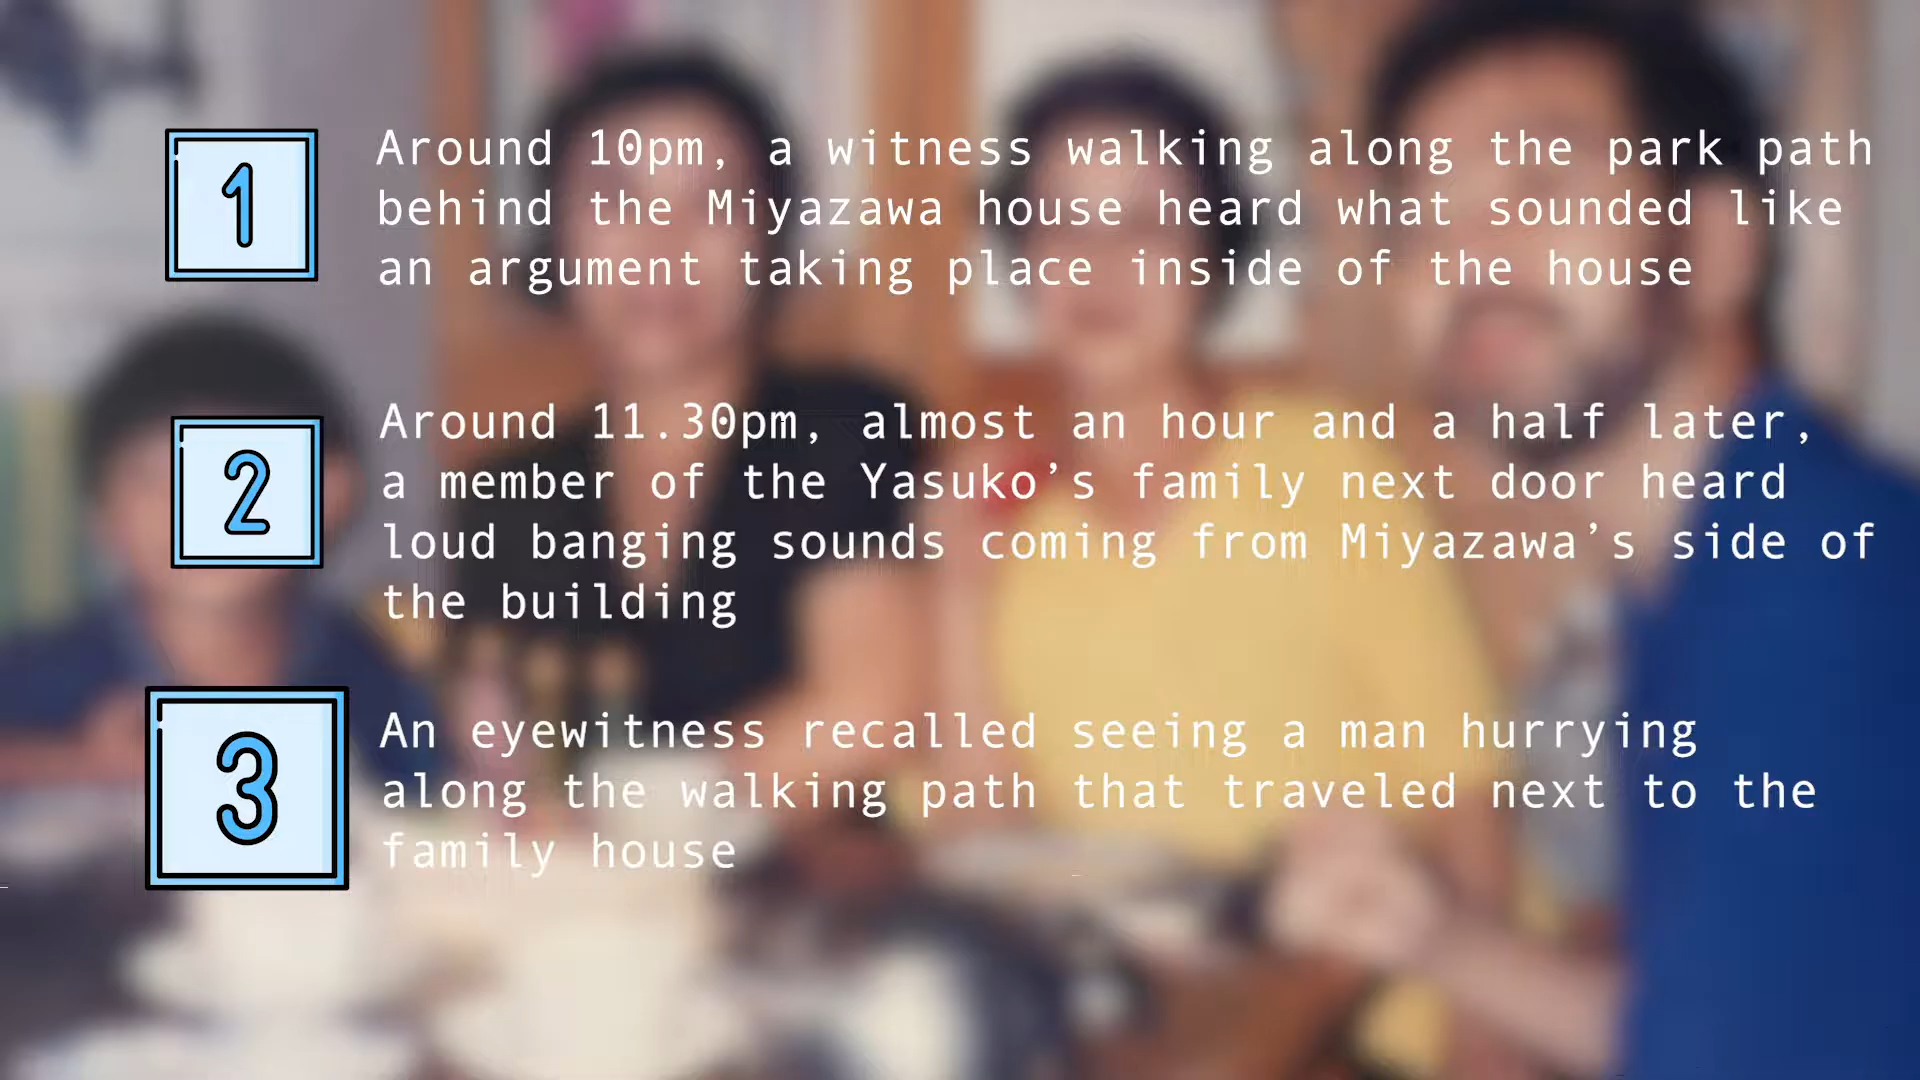 1
Around 10pm, a witness walking along the park path
behind the Miyazawa house heard what sounded like
an argument taking place inside of the house
2
Around 11.30pm, almost an hour and a half later,
a member of the Yasuko’s family next door heard
loud banging sounds coming from Miyazawa’s side of
the building
3
An eyewitness recalled seeing a man hurrying
along the walking path that traveled next to the
family house